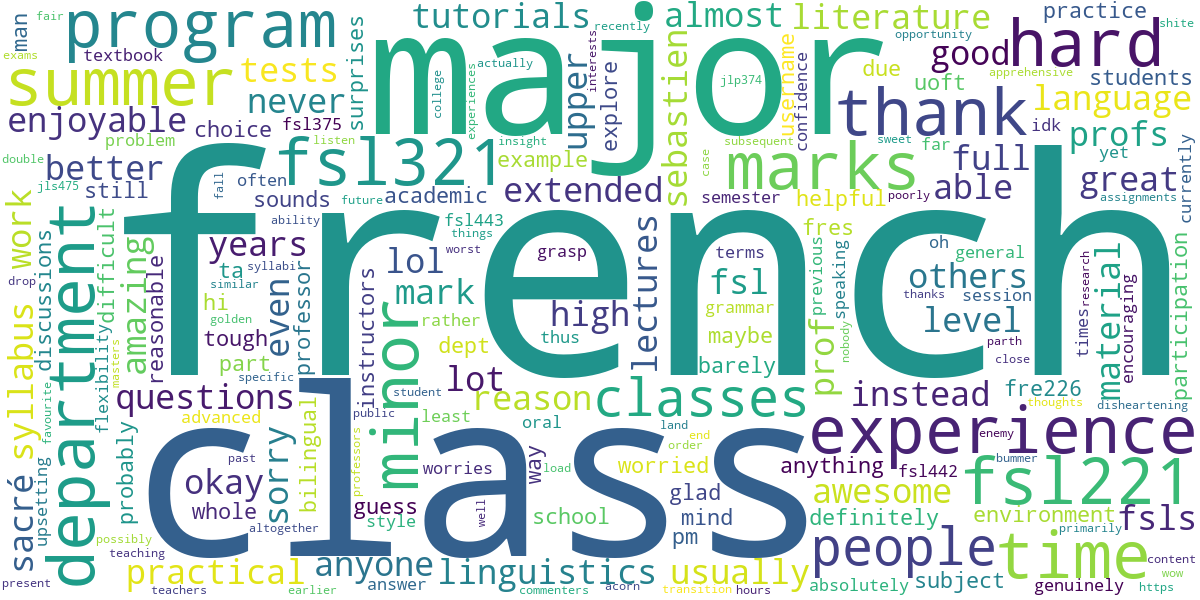 french
major
class
program
summer
hard
thank
fsl321
marks
experience
fsl221
people
time
department
minor
classes
tutorials
almost
literature
good
practice
students
language
profs
great
full
able
others
level
material
participation
instead
fre226
extended
sebastien
upper
explore
username
confidence
due
uoft
idk
far
yet
currently
tests
never
surprises
enjoyable
choice
fsl375
textbook
man
fair
exams
problem
better
still
often
sounds
academic
example
semester
helpful
fres
poorly
assignments
apprehensive
opportunity
shite
recently
actually
college
experiences
interests
insight
jlp374
subsequent
sweet
case
listen
fall
double
jls475
work
syllabus
sacré
discussions
difficult
flexibility
amazing
reasonable
years
ta
hi
similar
syllabi
golden
tough
part
specific
even
professor
ability
future
fsl443
things
worst
lol
mark
rather
dept
instructors
lot
student
public
least
reason
high
grasp
thus
lectures
fsl
terms
grammar
maybe
barely
prof
previous
speaking
nobody
oh
general
session
thanks
parth
close
times
research
encouraging
disheartening
thoughts
enemy
bummer
questions
advanced
masters
favourite
drop
probably
upsetting
possibly
teaching
present
teachers
practical
earlier
past
okay
whole
altogether
sorry
bilingual
professors
guess
style
anyone
answer
commenters
acorn
linguistics
worries
load
well
way
oral
school
land
order
end
worried
glad
mind
pm
usually
transition
hours
anything
fsl442
awesome
definitely
environment
fsls
primarily
content
wow
https
genuinely
subject
absolutely